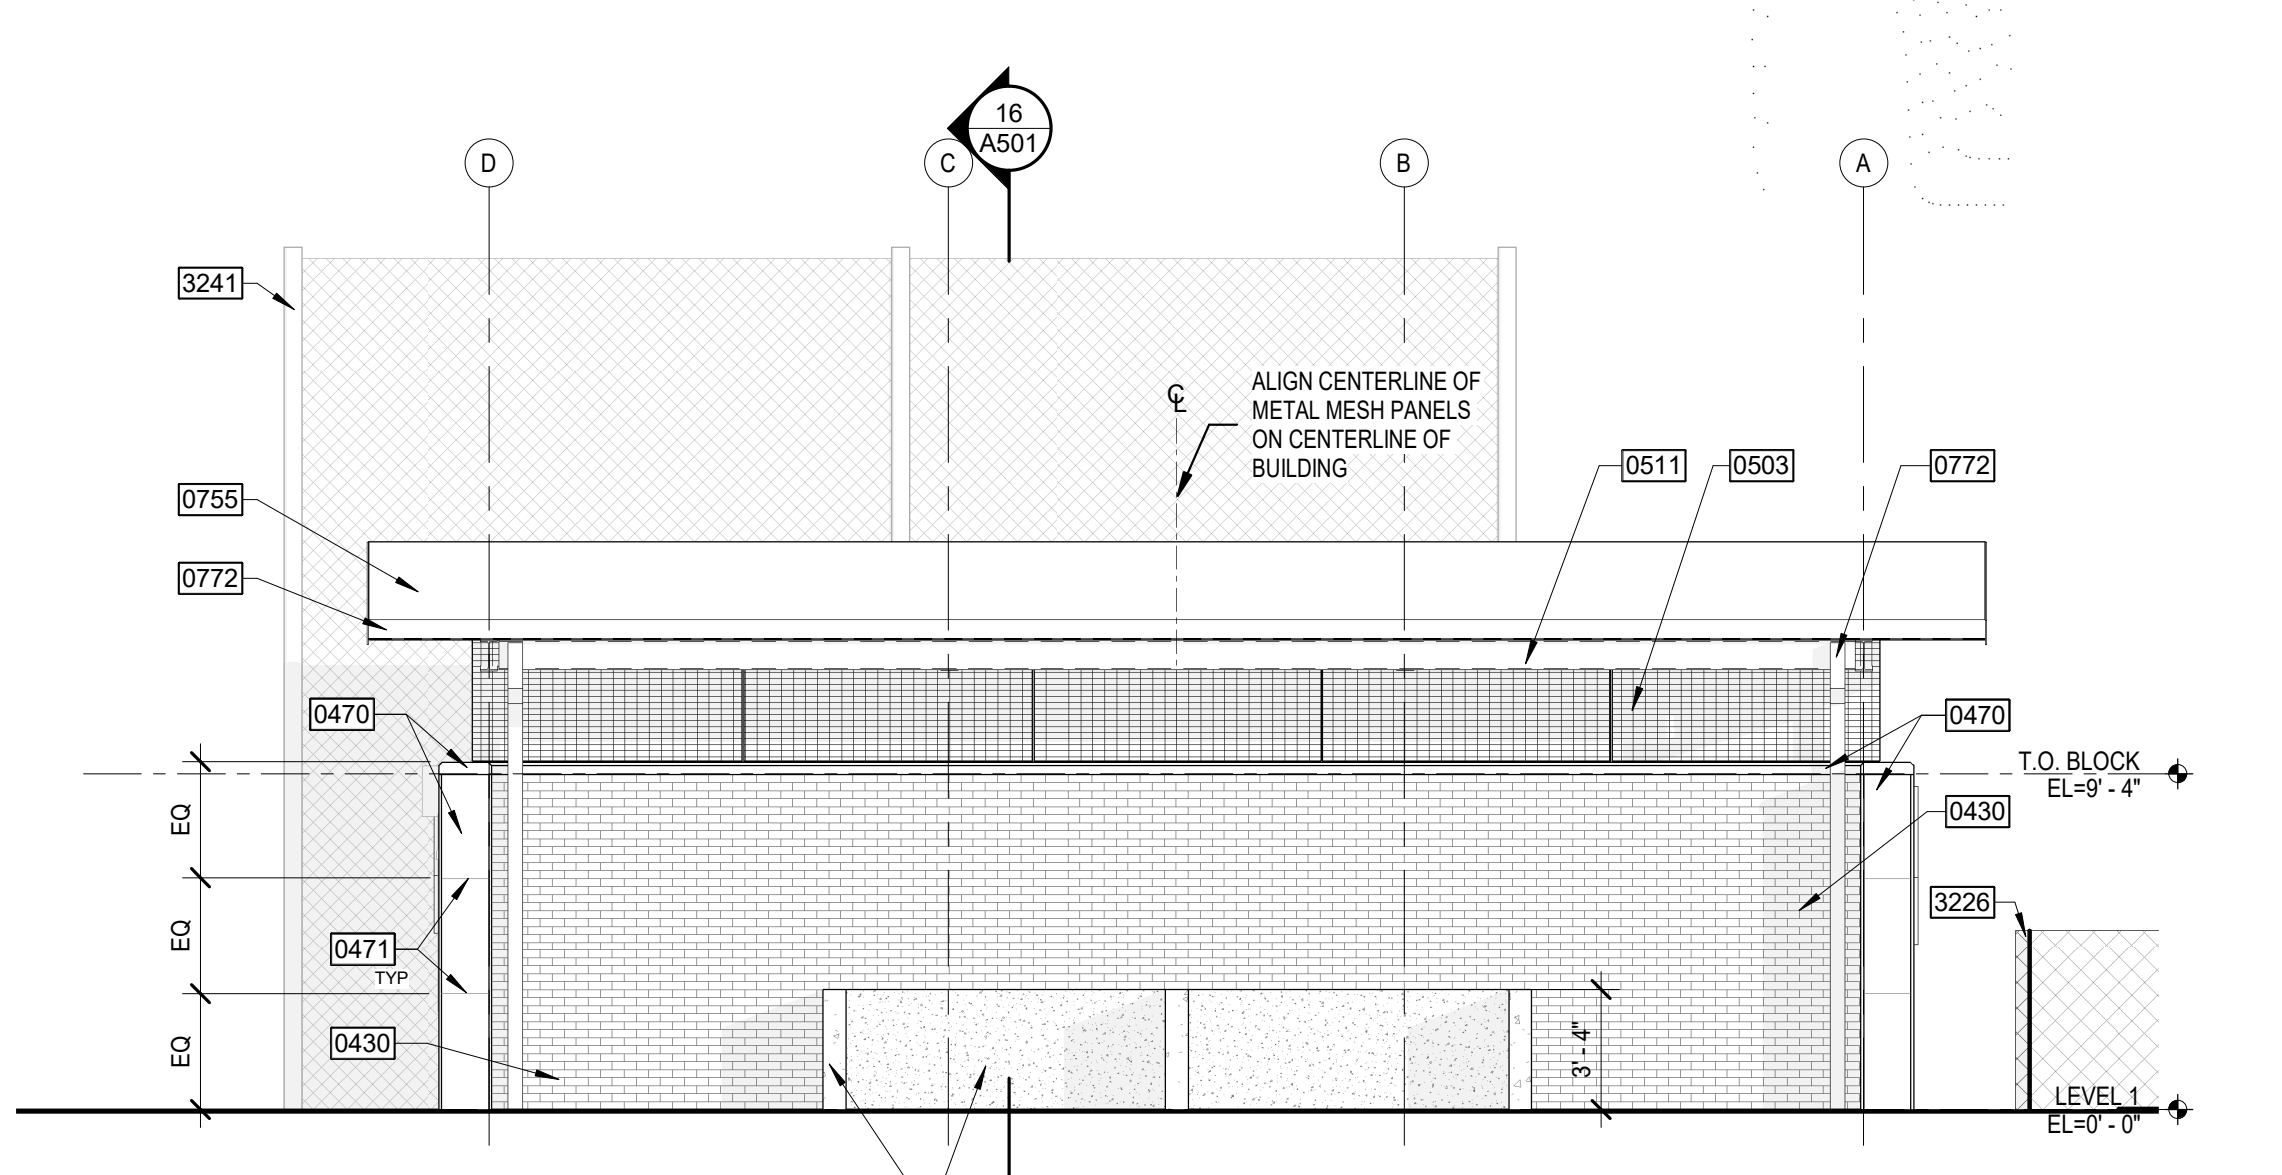 16
A501
D
C
B
A
3241
℄
ALIGN CENTERLINE OF
METAL MESH PANELS
ON CENTERLINE OF
BUILDING
0511
0503
0772
0755
0772
0470
0470
T.O. BLOCK
EL=9' - 4"
EQ
0430
3226
EQ
0471
TYP
0430
EQ
3' - 4"
LEVEL 1
EL=0' - 0"